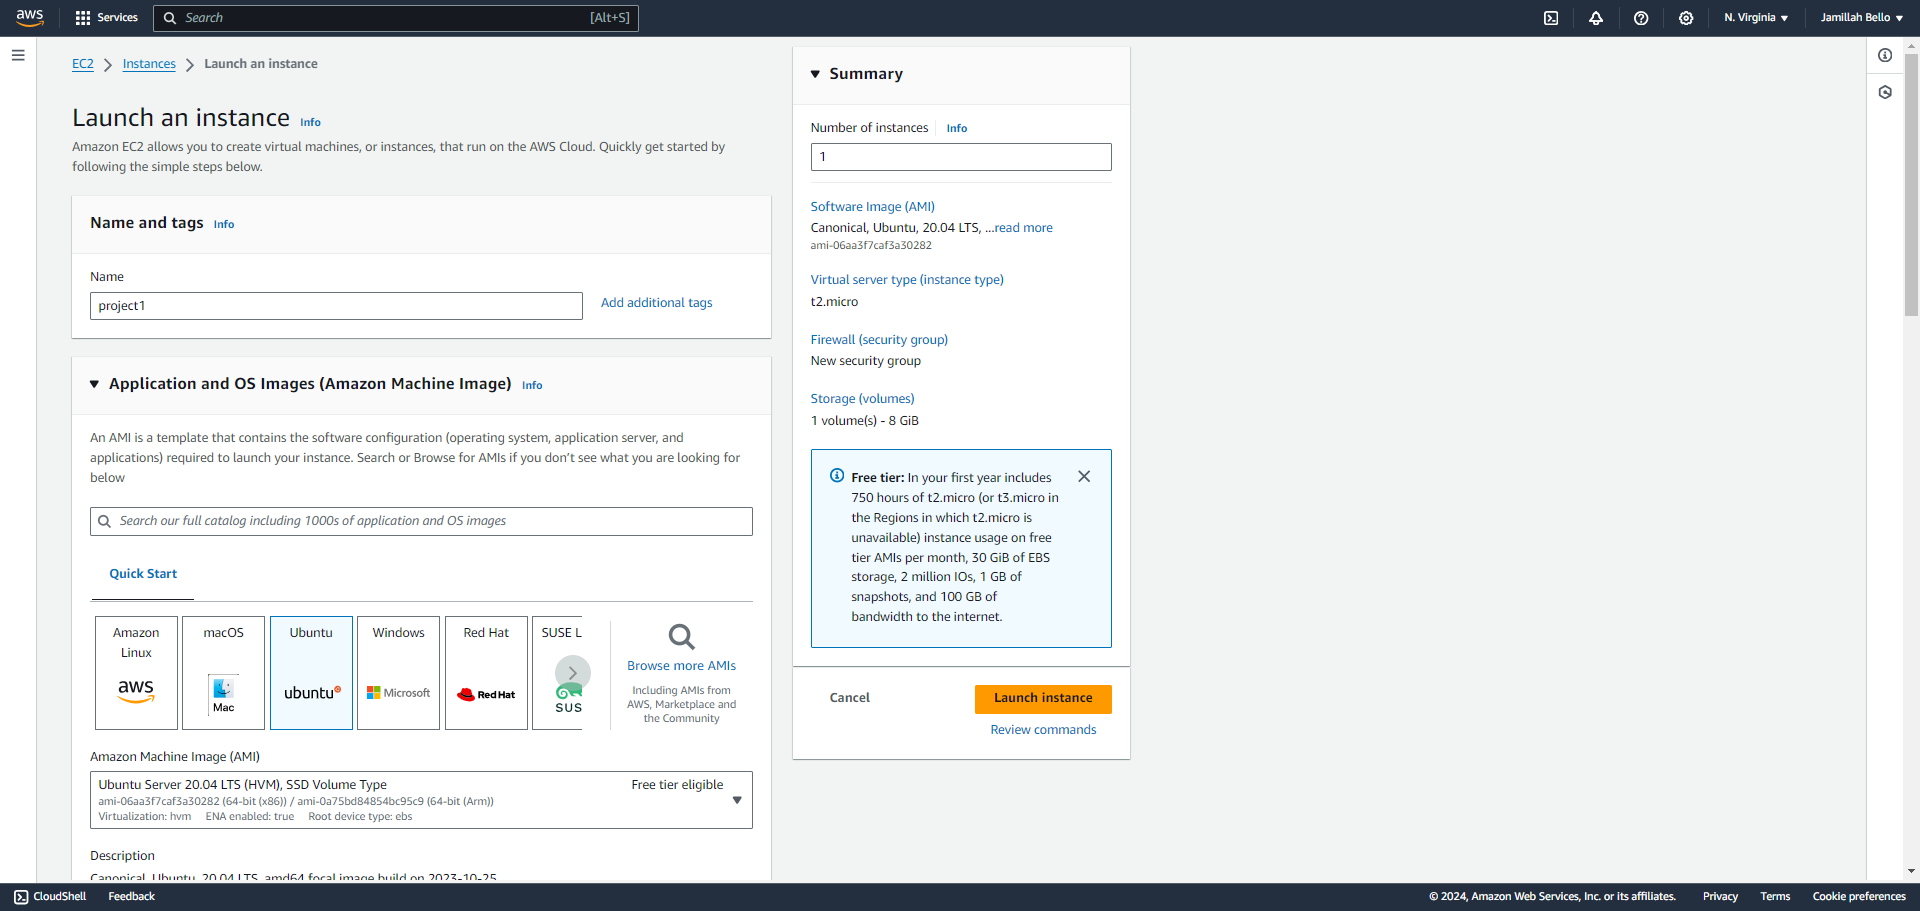 aws
Services
Search [Alt+S]
N. Virginia
Jamillah Bello
EC2 Instances Launch an instance
Launch an instance Info
Amazon EC2 allows you to create virtual machines, or instances, that run on the AWS Cloud. Quickly get started by
following the simple steps below.
Name and tags Info
Name
project1
Add additional tags
Application and OS Images (Amazon Machine Image) Info
An AMI is a template that contains the software configuration (operating system, application server, and
applications) required to launch your instance. Search or Browse for AMIs if you don't see what you are looking for
below
Search our full catalog including 1000s of application and OS images
Quick Start
Amazon
Linux
aws
macOS
Mac
Ubuntu
ubuntu
Windows
Microsoft
Red Hat
Red Hat
SUSE L
SUS
Browse more AMIs
Including AMIs from
AWS, Marketplace and
the Community
Amazon Machine Image (AMI)
Ubuntu Server 20.04 LTS (HVM), SSD Volume Type
Free tier eligible
ami-06aa3f7caf3a30282 (64-bit (x86)) / ami-0a75bd84854bc95c9 (64-bit (Arm))
Virtualization: hvm ENA enabled: true Root device type: ebs
Description
Canonical, Ubuntu, 20.04 LTS, amd64 focal image build on 2023-10-25
Summary
Number of instances Info
1
Software Image (AMI)
Canonical, Ubuntu, 20.04 LTS, ...read more
ami-06aa3f7caf3a30282
Virtual server type (instance type)
t2.micro
Firewall (security group)
New security group
Storage (volumes)
1 volume(s) - 8 GiB
Free tier: In your first year includes
750 hours of t2.micro (or t3.micro in
the Regions in which t2.micro is
unavailable) instance usage on free
tier AMIs per month, 30 GiB of EBS
storage, 2 million IOs, 1 GB of
snapshots, and 100 GB of
bandwidth to the internet.
Cancel
Launch instance
Review commands
CloudShell Feedback
© 2024, Amazon Web Services, Inc. or its affiliates. Privacy Terms Cookie preferences